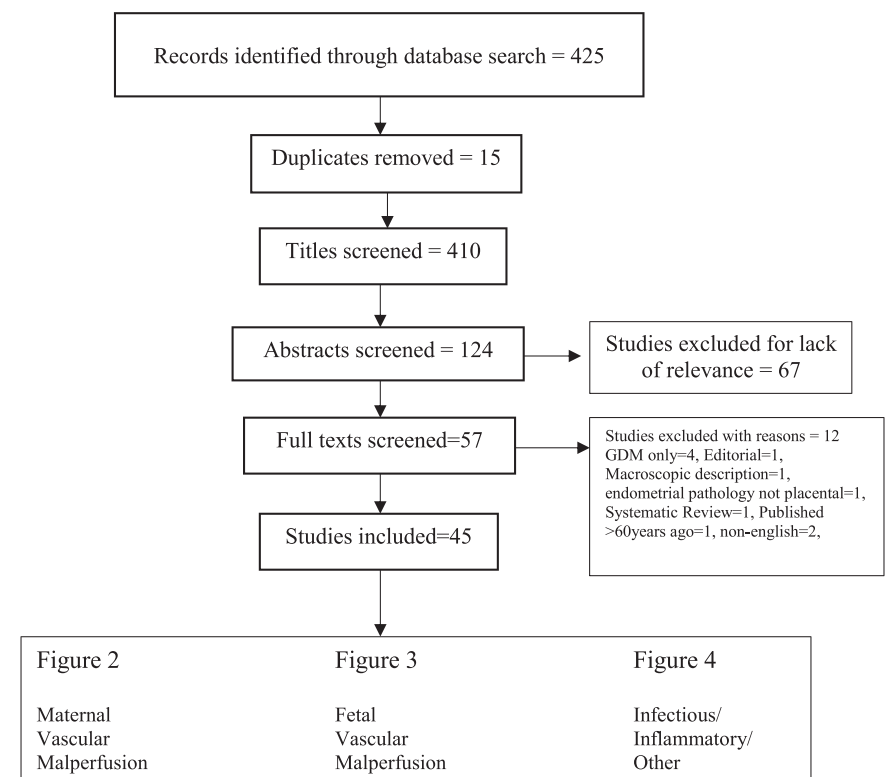 Records identified through database search = 425
Duplicates removed = 15
Titles screened = 410
Abstracts screened = 124
Studies excluded for lack
of relevance = 67
Full texts screened=57
Studies excluded with reasons = 12
GDM only=4, Editorial=1,
Macroscopic description=1,
endometrial pathology not placental=1,
Systematic Review=1, Published
>60years ago=1, non-english=2,
Studies included=45
Figure 2
Maternal
Vascular
Malperfusion
Figure 3
Fetal
Vascular
Malperfusion
Figure 4
Infectious/
Inflammatory/
Other